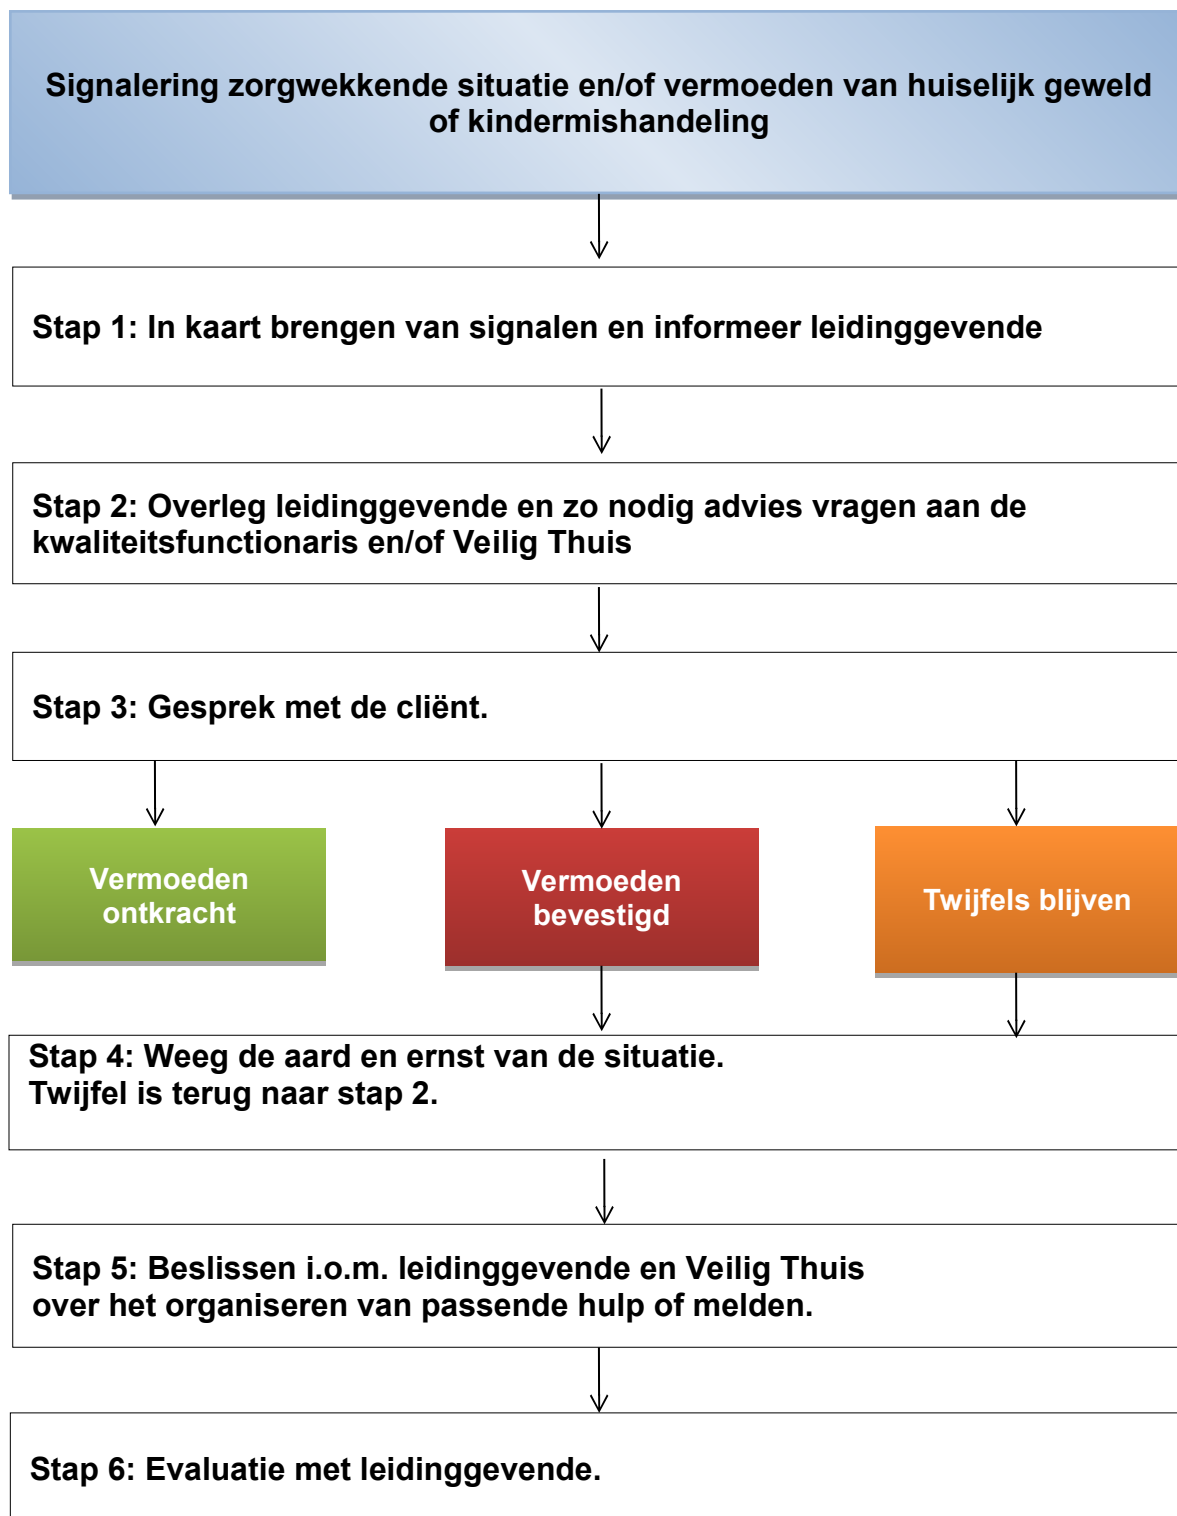 Signalering zorgwekkende situatie en/of vermoeden van huiselijk geweld
of kindermishandeling
Stap 1: In kaart brengen van signalen en informeer leidinggevende
Stap 2: Overleg leidinggevende en zo nodig advies vragen aan de
kwaliteitsfunctionaris en/of Veilig Thuis
Stap 3: Gesprek met de cliënt.
Vermoeden
ontkracht
Vermoeden
bevestigd
Twijfels blijven
Stap 4: Weeg de aard en ernst van de situatie.
Twijfel is terug naar stap 2.
Stap 5: Beslissen i.o.m. leidinggevende en Veilig Thuis
over het organiseren van passende hulp of melden.
Stap 6: Evaluatie met leidinggevende.